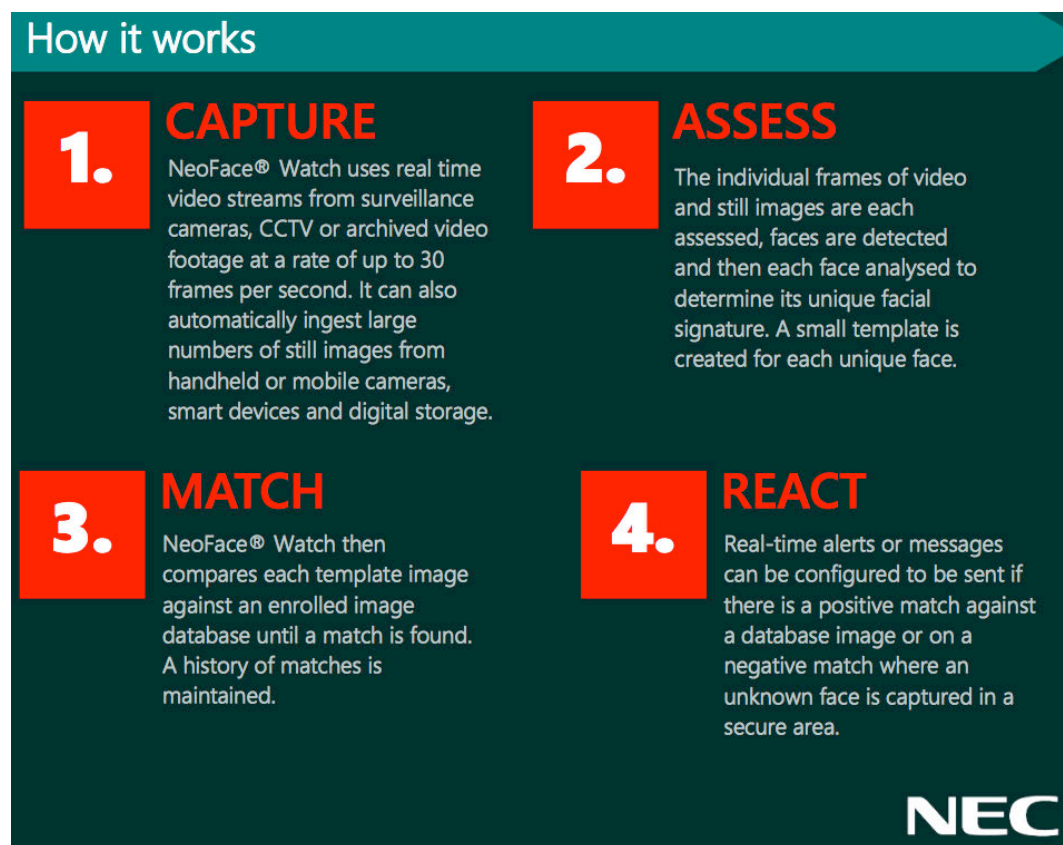 How it works
1.
CAPTURE
NeoFace® Watch uses real time
video streams from surveillance
cameras, CCTV or archived video
footage at a rate of up to 30
frames per second. It can also
automatically ingest large
numbers of still images from
handheld or mobile cameras,
smart devices and digital storage.
2.
ASSESS
The individual frames of video
and still images are each
assessed, faces are detected
and then each face analysed to
determine its unique facial
signature. A small template is
created for each unique face.
3.
MATCH
NeoFace® Watch then
compares each template image
against an enrolled image
database until a match is found.
A history of matches is
maintained.
4.
REACT
Real-time alerts or messages
can be configured to be sent if
there is a positive match against
a database image or on a
negative match where an
unknown face is captured in a
secure area.
NEC